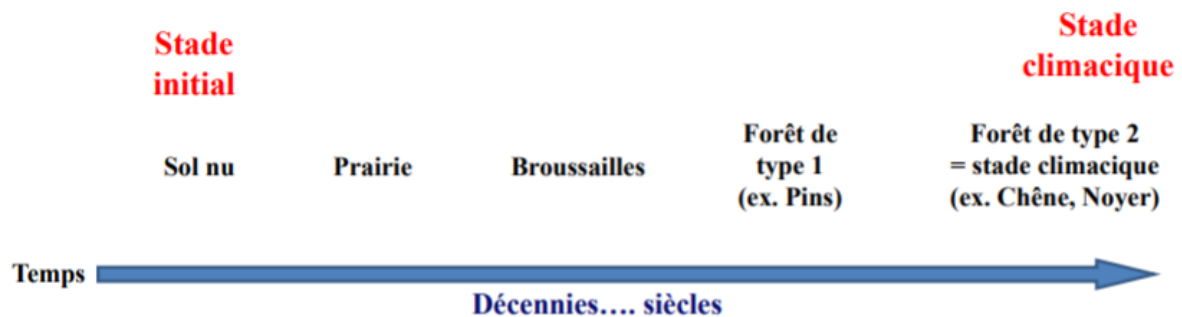 Stade
initial
Stade
climacique
Sol nu
Prairie
Broussailles
Forêt de
type 1
(ex. Pins)
Forêt de type 2
= stade climacique
(ex. Chêne, Noyer)
Temps
Décennies…. siècles